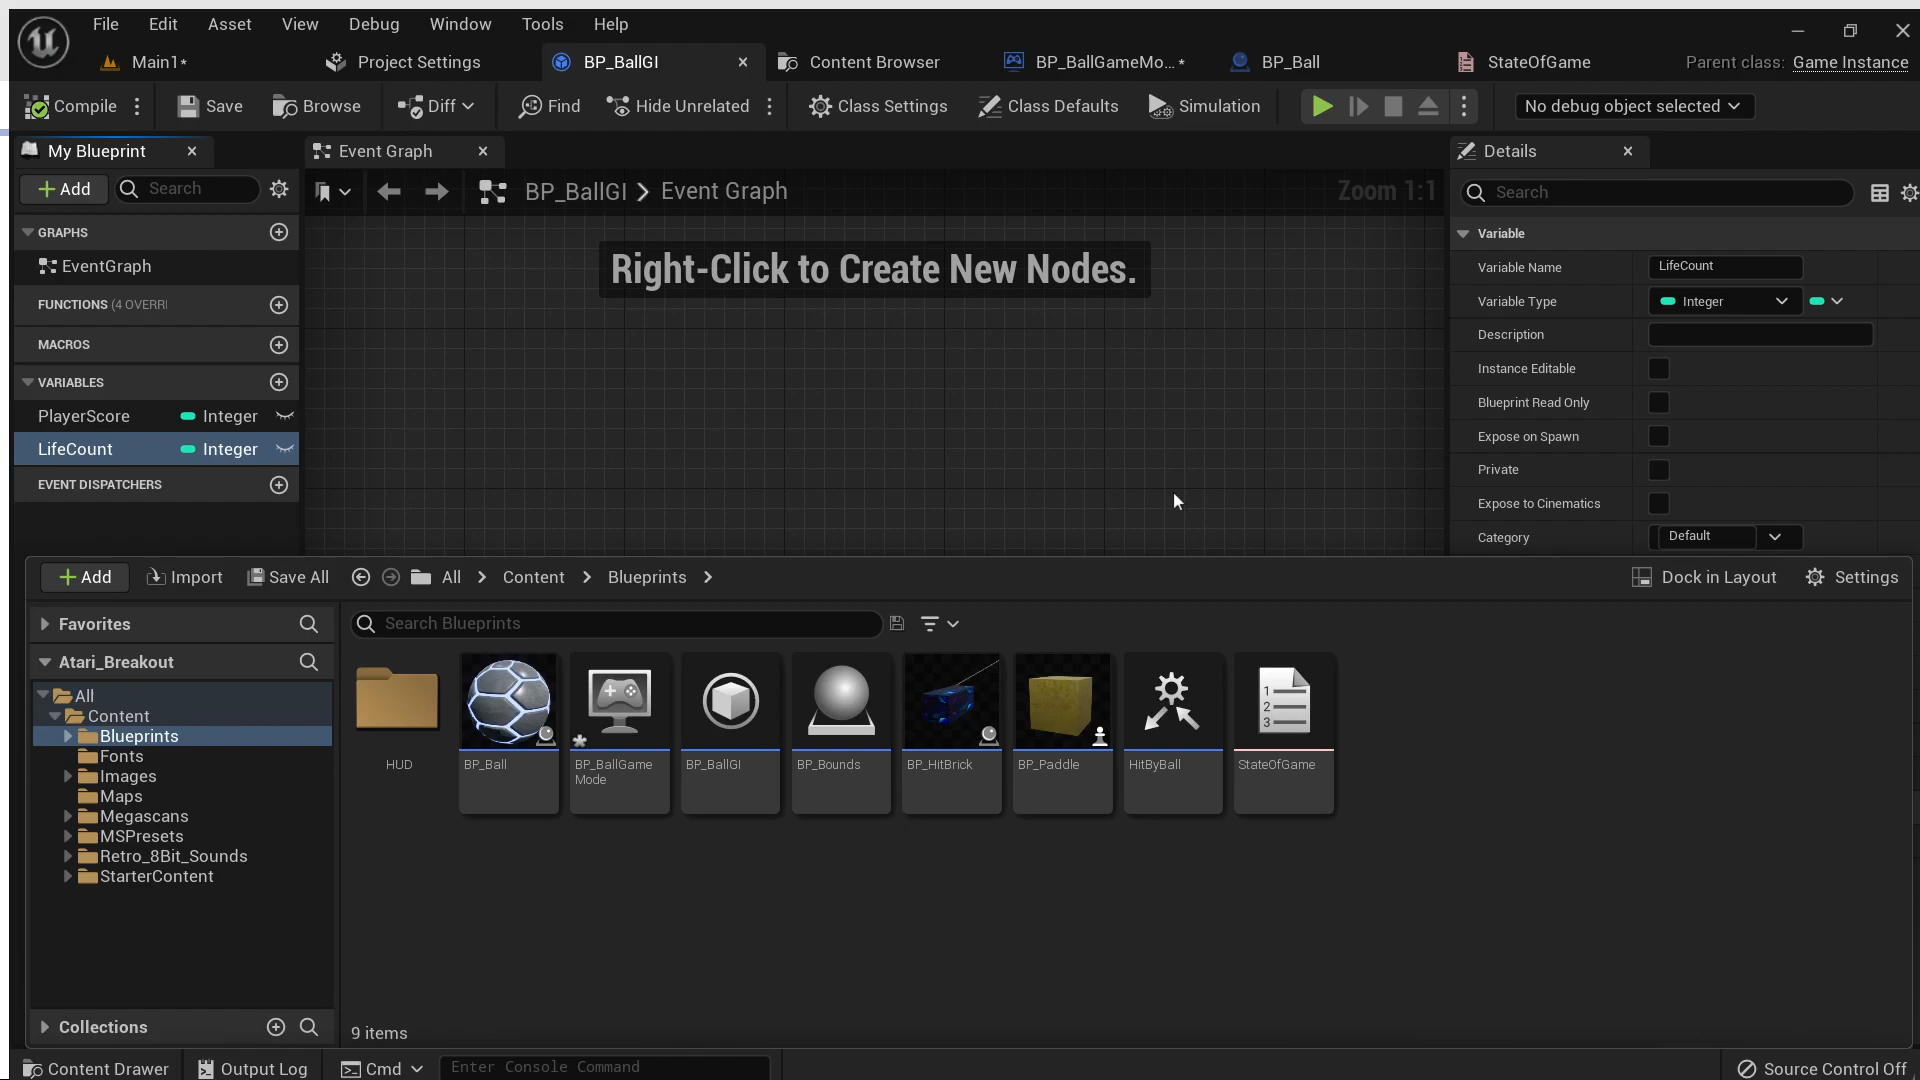 File Edit Asset View Debug Window Tools Help
Main1* Project Settings BP_BallGI Content Browser BP_BallGameMo...* BP_Ball StateOfGame Parent class: Game Instance
Compile Save Browse Diff Find Hide Unrelated Class Settings Class Defaults Simulation No debug object selected
My Blueprint Event Graph Details
Add Search BP_BallGI > Event Graph Zoom 1:1 Search
GRAPHS
EventGraph
FUNCTIONS (4 OVERRI
MACROS
VARIABLES
PlayerScore Integer
LifeCount Integer
EVENT DISPATCHERS
Right-Click to Create New Nodes.
Variable
Variable Name LifeCount
Variable Type Integer
Description
Instance Editable
Blueprint Read Only
Expose on Spawn
Private
Expose to Cinematics
Category Default
Add Import Save All All > Content > Blueprints > Dock in Layout Settings
Favorites
Atari_Breakout
All
Content
Blueprints
Fonts
Images
Maps
Megascans
MSPresets
Retro_8Bit_Sounds
StarterContent
Collections
Search Blueprints
1
2
3
HUD BP_Ball BP_BallGame BP_BallGI BP_Bounds BP_HitBrick BP_Paddle HitByBall StateOfGame
Mode
9 items
Content Drawer Output Log Cmd Enter Console Command Source Control Off